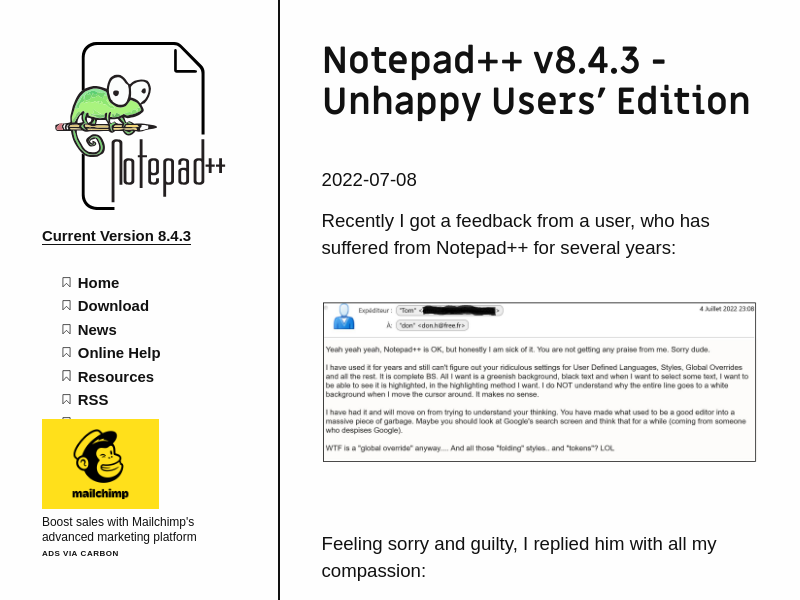 Notepad++
Current Version 8.4.3
Home
Download
News
Online Help
Resources
RSS
mailchimp
Boost sales with Mailchimp's
advanced marketing platform
ADS VIA CARBON
Notepad++ v8.4.3 -
Unhappy Users’ Edition
2022-07-08
Recently I got a feedback from a user, who has
suffered from Notepad++ for several years:
Expéditeur : "Tom" < >
4 Juillet 2022 23:08
À: "don" <don.h@free.fr>
Yeah yeah yeah, Notepad++ is OK, but honestly I am sick of it. You are not getting any praise from me. Sorry dude.
I have used it for years and still can't figure out your ridiculous settings for User Defined Languages, Styles, Global Overrides
and all the rest. It is complete BS. All I want is a greenish background, black text and when I want to select some text, I want to
be able to see it is highlighted, in the highlighting method I want. I do NOT understand why the entire line goes to a white
background when I move the cursor around. It makes no sense.
I have had it and will move on from trying to understand your thinking. You have made what used to be a good editor into a
massive piece of garbage. Maybe you should look at Google's search screen and think that for a while (coming from someone
who despises Google).
WTF is a "global override" anyway.... And all those "folding" styles.. and "tokens"? LOL
Feeling sorry and guilty, I replied him with all my
compassion: